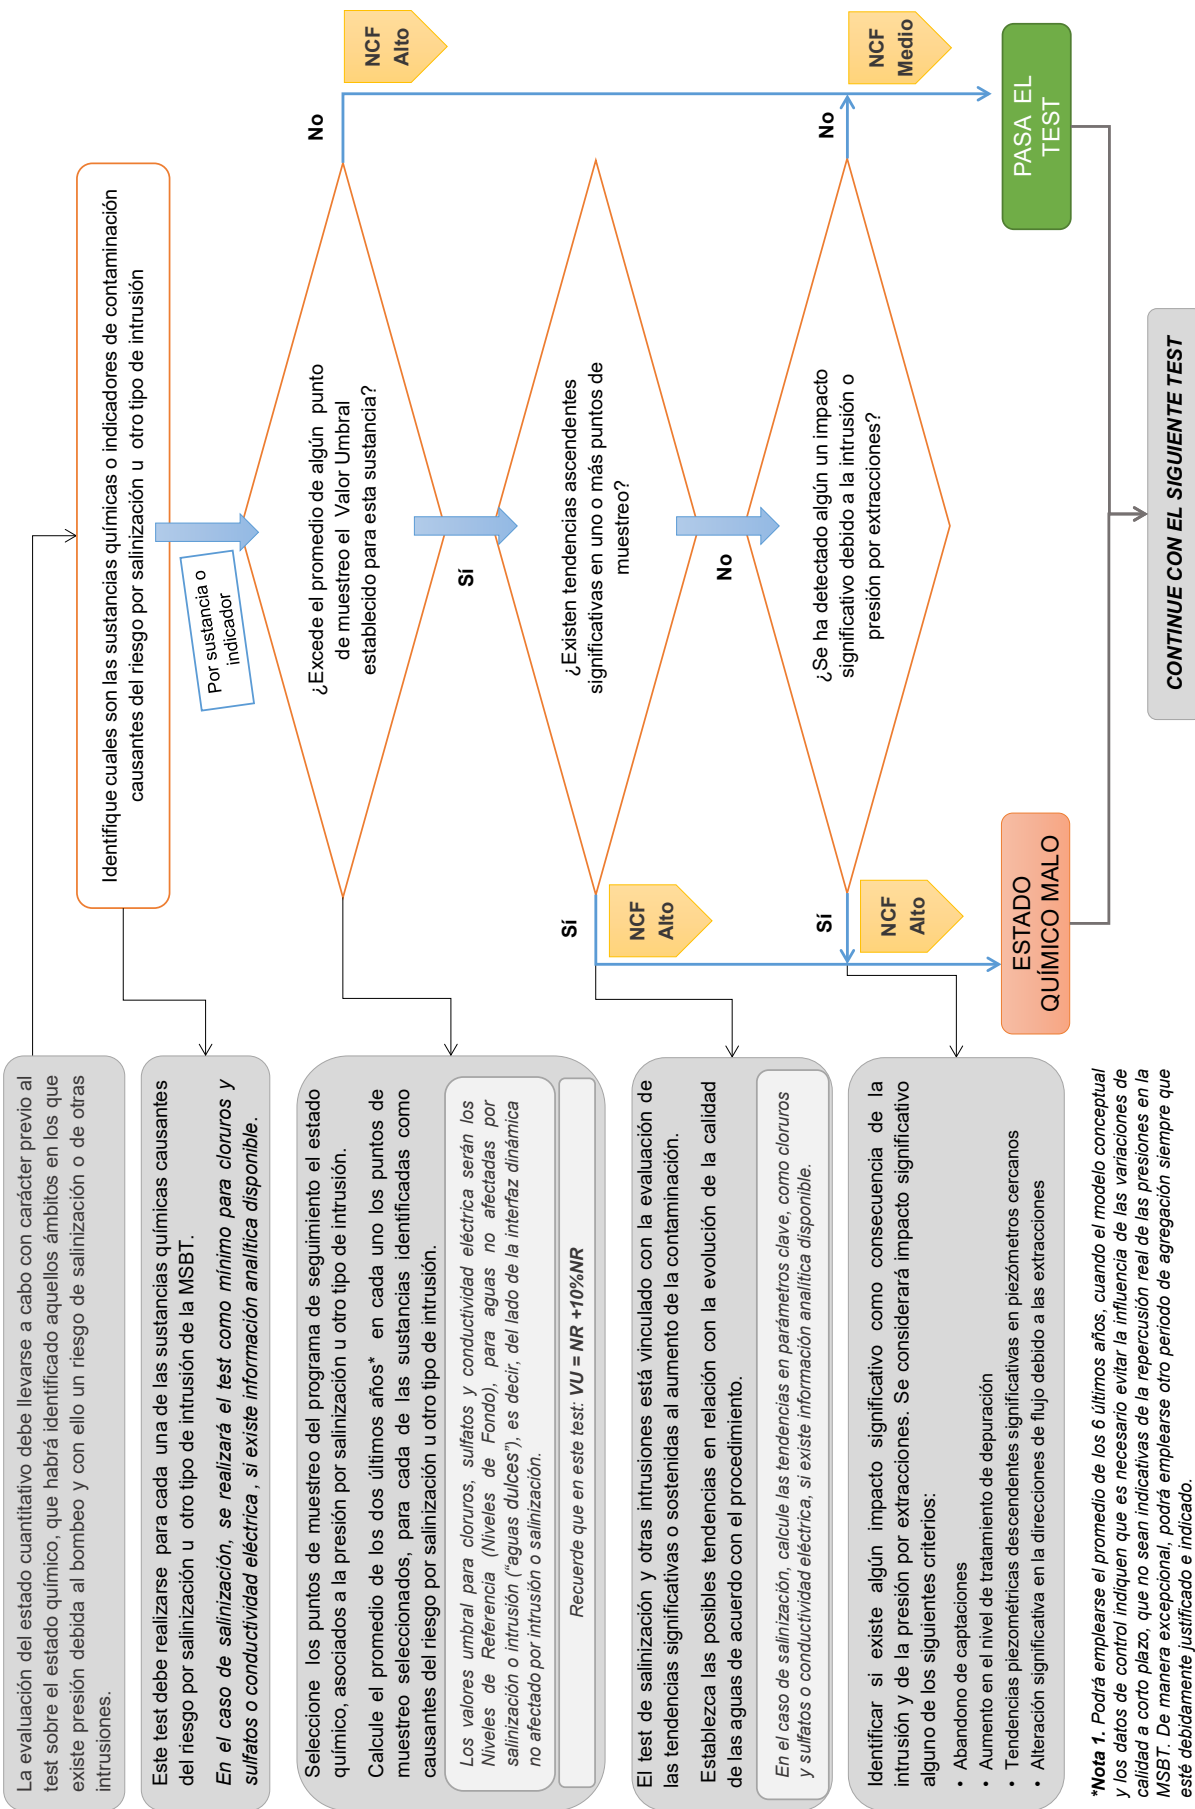 La evaluación del estado cuantitativo debe llevarse a cabo con carácter previo al
test sobre el estado químico, que habrá identificado aquellos ámbitos en los que
existe presión debida al bombeo y con ello un riesgo de salinización o de otras
intrusiones.
Este test debe realizarse para cada una de las sustancias químicas causantes
del riesgo por salinización u otro tipo de intrusión de la MSBT.
En el caso de salinización, se realizará el test como mínimo para cloruros y
sulfatos o conductividad eléctrica , si existe información analítica disponible.
Seleccione los puntos de muestreo del programa de seguimiento el estado
químico, asociados a la presión por salinización u otro tipo de intrusión.
Calcule el promedio de los dos últimos años* en cada uno los puntos de
muestreo seleccionados, para cada de las sustancias identificadas como
causantes del riesgo por salinización u otro tipo de intrusión.
Los valores umbral para cloruros, sulfatos y conductividad eléctrica serán los
Niveles de Referencia (Niveles de Fondo), para aguas no afectadas por
salinización o intrusión (“aguas dulces”), es decir, del lado de la interfaz dinámica
no afectado por intrusión o salinización.
Recuerde que en este test: VU = NR +10%NR
El test de salinización y otras intrusiones está vinculado con la evaluación de
las tendencias significativas o sostenidas al aumento de la contaminación.
Establezca las posibles tendencias en relación con la evolución de la calidad
de las aguas de acuerdo con el procedimiento.
En el caso de salinización, calcule las tendencias en parámetros clave, como cloruros
y sulfatos o conductividad eléctrica, si existe información analítica disponible.
Identificar si existe algún impacto significativo como consecuencia de la
intrusión y de la presión por extracciones. Se considerará impacto significativo
alguno de los siguientes criterios:
• Abandono de captaciones
• Aumento en el nivel de tratamiento de depuración
• Tendencias piezométricas descendentes significativas en piezómetros cercanos
• Alteración significativa en la direcciones de flujo debido a las extracciones
*Nota 1. Podrá emplearse el promedio de los 6 últimos años, cuando el modelo conceptual
y los datos de control indiquen que es necesario evitar la influencia de las variaciones de
calidad a corto plazo, que no sean indicativas de la repercusión real de las presiones en la
MSBT. De manera excepcional, podrá emplearse otro periodo de agregación siempre que
esté debidamente justificado e indicado.
Identifique cuales son las sustancias químicas o indicadores de contaminación
causantes del riesgo por salinización u otro tipo de intrusión
Por sustancia o
indicador
¿Excede el promedio de algún punto
de muestreo el Valor Umbral
establecido para esta sustancia?
No
NCF
Alto
Sí
¿Existen tendencias ascendentes
significativas en uno o más puntos de
muestreo?
Sí
NCF
Alto
No
¿Se ha detectado algún un impacto
significativo debido a la intrusión o
presión por extracciones?
Sí
NCF
Alto
No
NCF
Medio
ESTADO
QUÍMICO MALO
PASA EL
TEST
CONTINUE CON EL SIGUIENTE TEST